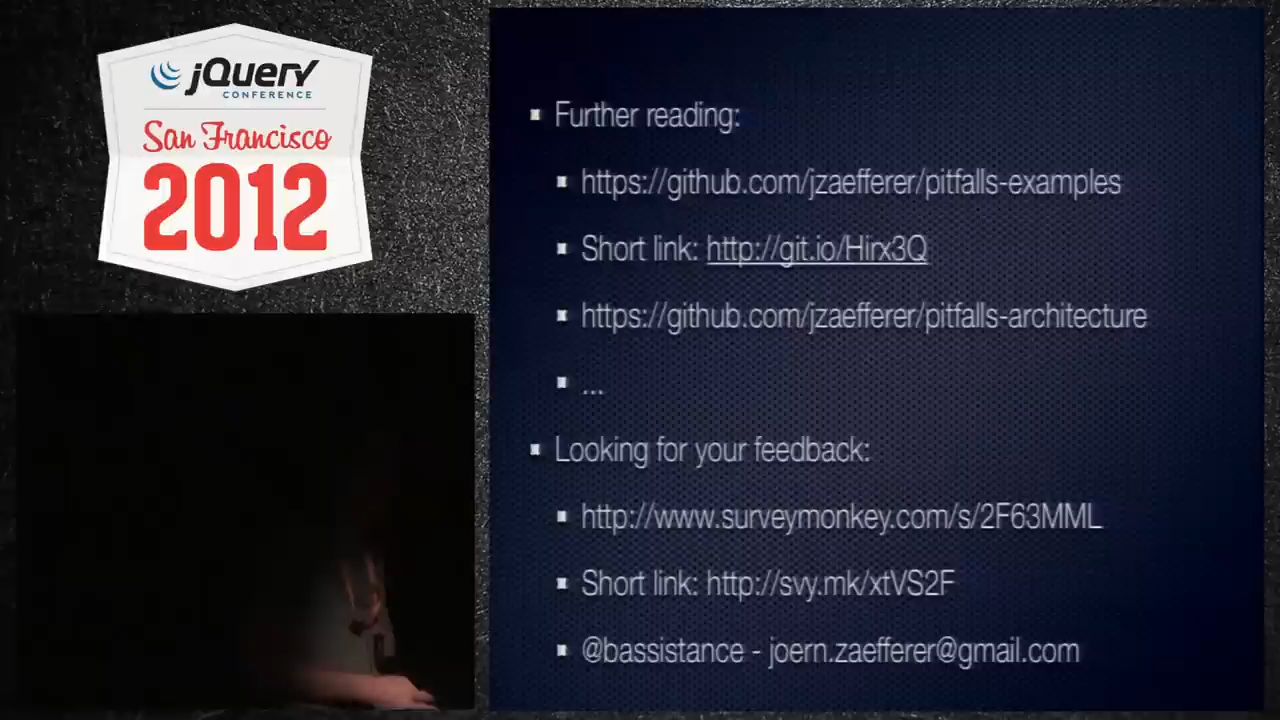 jQuery
CONFERENCE
San Francisco
2012
Further reading:
https://github.com/jzaefferer/pitfalls-examples
Short link: http://git.io/Hirx3Q
https://github.com/jzaefferer/pitfalls-architecture
...
Looking for your feedback:
http://www.surveymonkey.com/s/2F63MML
Short link: http://svy.mk/xtVS2F
@bassistance - joern.zaefferer@gmail.com